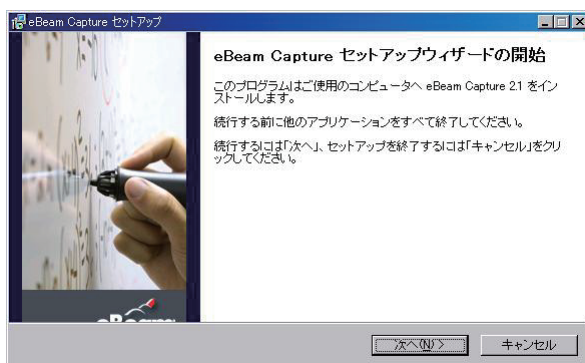 eBeam Capture セットアップ
eBeam Capture セットアップウィザードの開始
このプログラムはご使用のコンピュータへ eBeam Capture 2.1 をイン
ストールします。
続行する前に他のアプリケーションをすべて終了してください。
続行するには「次へ」、セットアップを終了するには「キャンセル」をクリ
ックしてください。
次へ(N) >
キャンセル